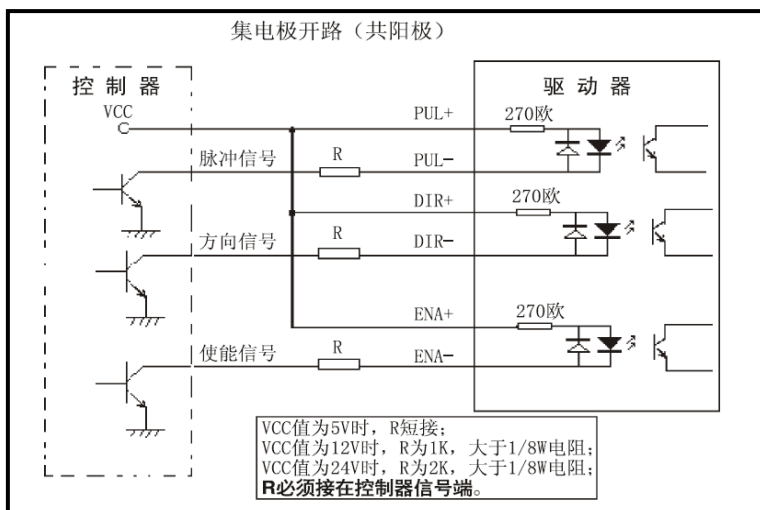 集电极开路（共阳极）
控 制 器
驱 动 器
VCC
PUL+
270欧
脉冲信号
R
PUL−
DIR+
270欧
方向信号
R
DIR−
ENA+
270欧
使能信号
R
ENA−
VCC值为5V时，R短接；
VCC值为12V时，R为1K，大于1/8W电阻；
VCC值为24V时，R为2K，大于1/8W电阻；
R必须接在控制器信号端。